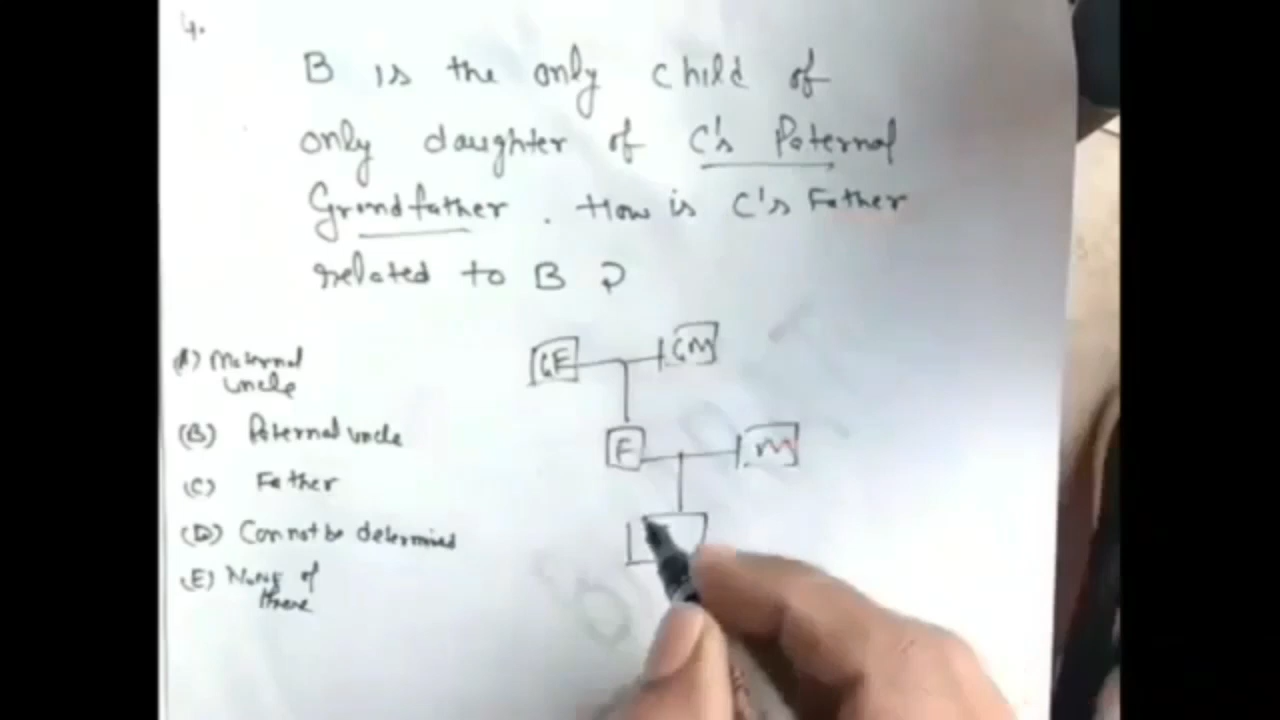 4.
B is the only child of
only daughter of C's Paternal
Grandfather . How is C's Father
related to B ?
(A) Maternal
uncle
(B) Paternal uncle
(C) Father
(D) Cannot be determined
(E) None of
these
GF
GM
F
M